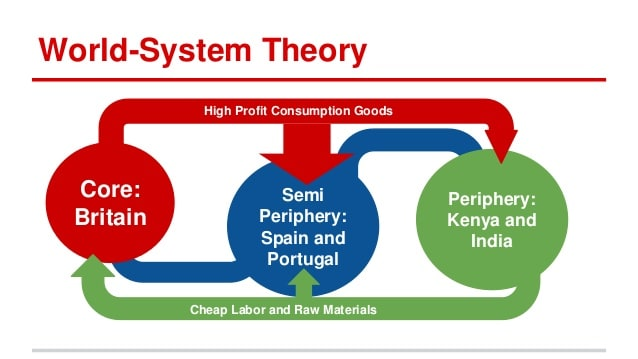 World-System Theory
High Profit Consumption Goods
Core:
Britain
Semi
Periphery:
Spain and
Portugal
Periphery:
Kenya and
India
Cheap Labor and Raw Materials